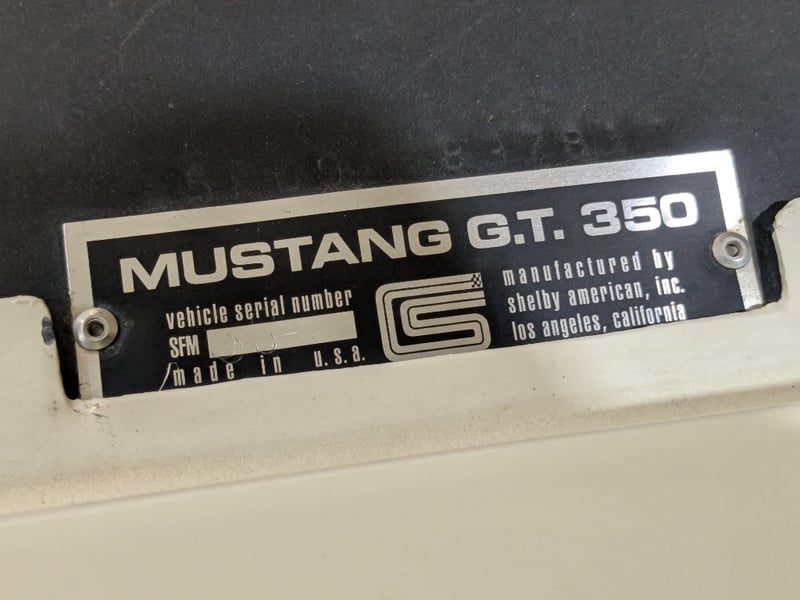 MUSTANG G.T. 350
vehicle serial number
SFM
made in u.s.a.
manufactured by
shelby american, inc.
los angeles, california